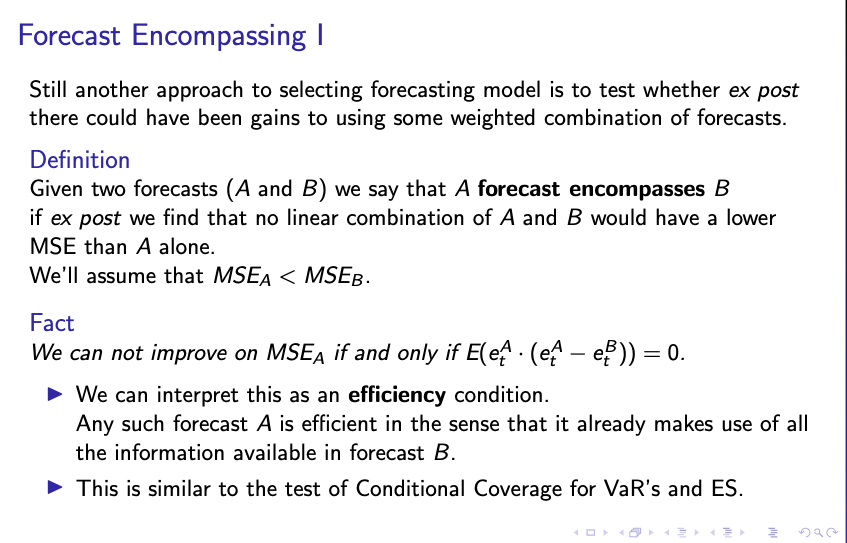 Forecast Encompassing I
Still another approach to selecting forecasting model is to test whether ex post
there could have been gains to using some weighted combination of forecasts.
Definition
Given two forecasts (A and B) we say that A forecast encompasses B
if ex post we find that no linear combination of A and B would have a lower
MSE than A alone.
We'll assume that MSE_A < MSE_B.
Fact
We can not improve on MSE_A if and only if E(e_t^A · (e_t^A − e_t^B)) = 0.
▶ We can interpret this as an efficiency condition.
Any such forecast A is efficient in the sense that it already makes use of all
the information available in forecast B.
▶ This is similar to the test of Conditional Coverage for VaR's and ES.